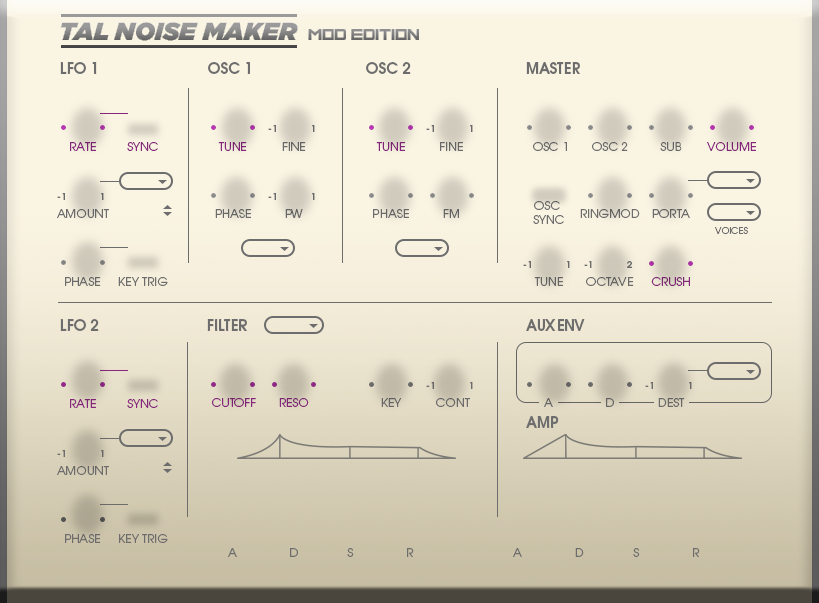 TAL NOISE MAKER MOD EDITION
LFO 1 OSC 1 OSC 2 MASTER
-1 1 -1 1
RATE SYNC TUNE FINE TUNE FINE OSC 1 OSC 2 SUB VOLUME
-1 1 -1 1
AMOUNT PHASE PW PHASE FM OSC SYNC RINGMOD PORTA
VOICES
-1 1 -1 2
PHASE KEY TRIG TUNE OCTAVE CRUSH
LFO 2 FILTER AUX ENV
-1 1 -1 1
RATE SYNC CUTOFF RESO KEY CONT A D DEST
AMP
-1 1
AMOUNT
PHASE KEY TRIG
A D S R A D S R